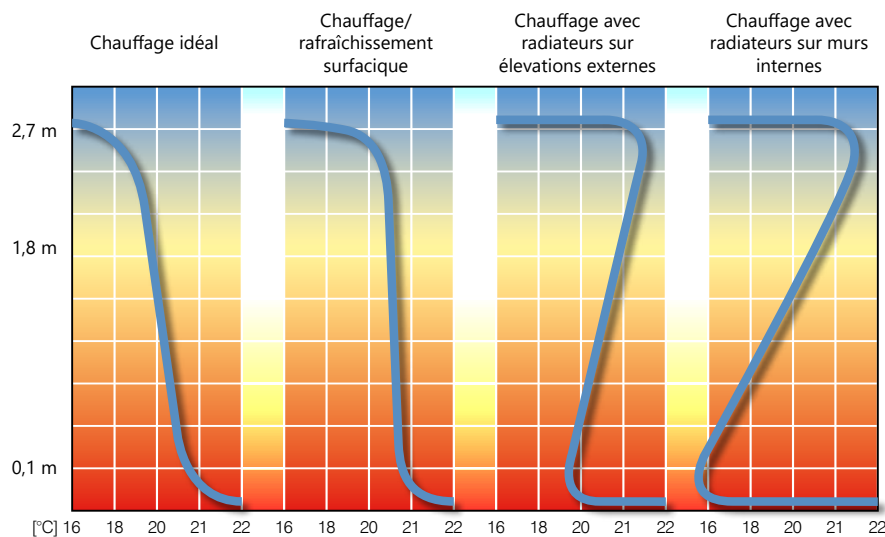 Chauffage idéal
Chauffage/
rafraîchissement
surfacique
Chauffage avec
radiateurs sur
élevations externes
Chauffage avec
radiateurs sur murs
internes
2,7 m
1,8 m
0,1 m
[°C] 16 18 20 21 22 16 18 20 21 22 16 18 20 21 22 16 18 20 21 22